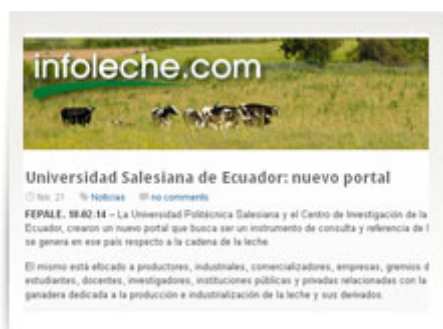 infoleche.com
Universidad Salesiana de Ecuador: nuevo portal
feb, 21 Noticias no comments
FEPALE. 18-02.14 – La Universidad Politécnica Salesiana y el Centro de Investigación de la
Ecuador, crearon un nuevo portal que busca ser un instrumento de consulta y referencia de l
se genera en ese país respecto a la cadena de la leche.
El mismo está efocado a productores, industriales, comercializadores, empresas, gremios d
estudiantes, docentes, investigadores, instituciones públicas y privadas relacionadas con la
ganadera dedicada a la producción e industrialización de la leche y sus derivados.